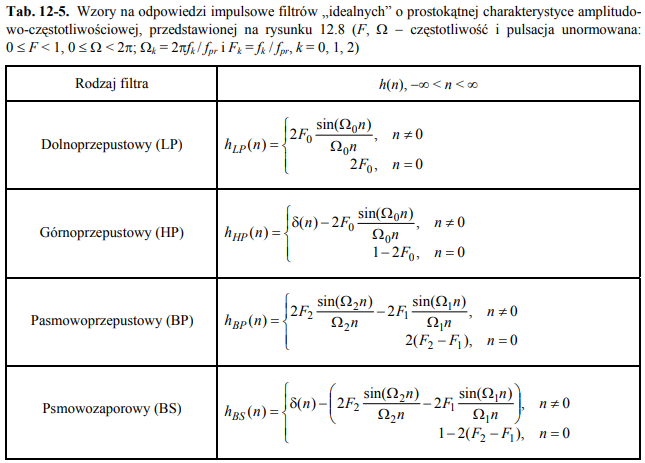 Tab. 12-5. Wzory na odpowiedzi impulsowe filtrów „idealnych” o prostokątnej charakterystyce amplitudo-
wo-częstotliwościowej, przedstawionej na rysunku 12.8 (F, Ω – częstotliwość i pulsacja unormowana:
0 ≤ F < 1, 0 ≤ Ω < 2π; Ωₖ = 2πfₖ / fₚᵣ i Fₖ = fₖ / fₚᵣ, k = 0, 1, 2)
Rodzaj filtra h(n), –∞ < n < ∞
Dolnoprzepustowy (LP) h_LP(n) = { 2F₀ sin(Ω₀n) / Ω₀n, n ≠ 0
2F₀, n = 0
Górnoprzepustowy (HP) h_HP(n) = { δ(n) − 2F₀ sin(Ω₀n) / Ω₀n, n ≠ 0
1 − 2F₀, n = 0
Pasmowoprzepustowy (BP) h_BP(n) = { 2F₂ sin(Ω₂n) / Ω₂n − 2F₁ sin(Ω₁n) / Ω₁n, n ≠ 0
2(F₂ − F₁), n = 0
Psmowozaporowy (BS) h_BS(n) = { δ(n) − ( 2F₂ sin(Ω₂n) / Ω₂n − 2F₁ sin(Ω₁n) / Ω₁n ), n ≠ 0
1 − 2(F₂ − F₁), n = 0